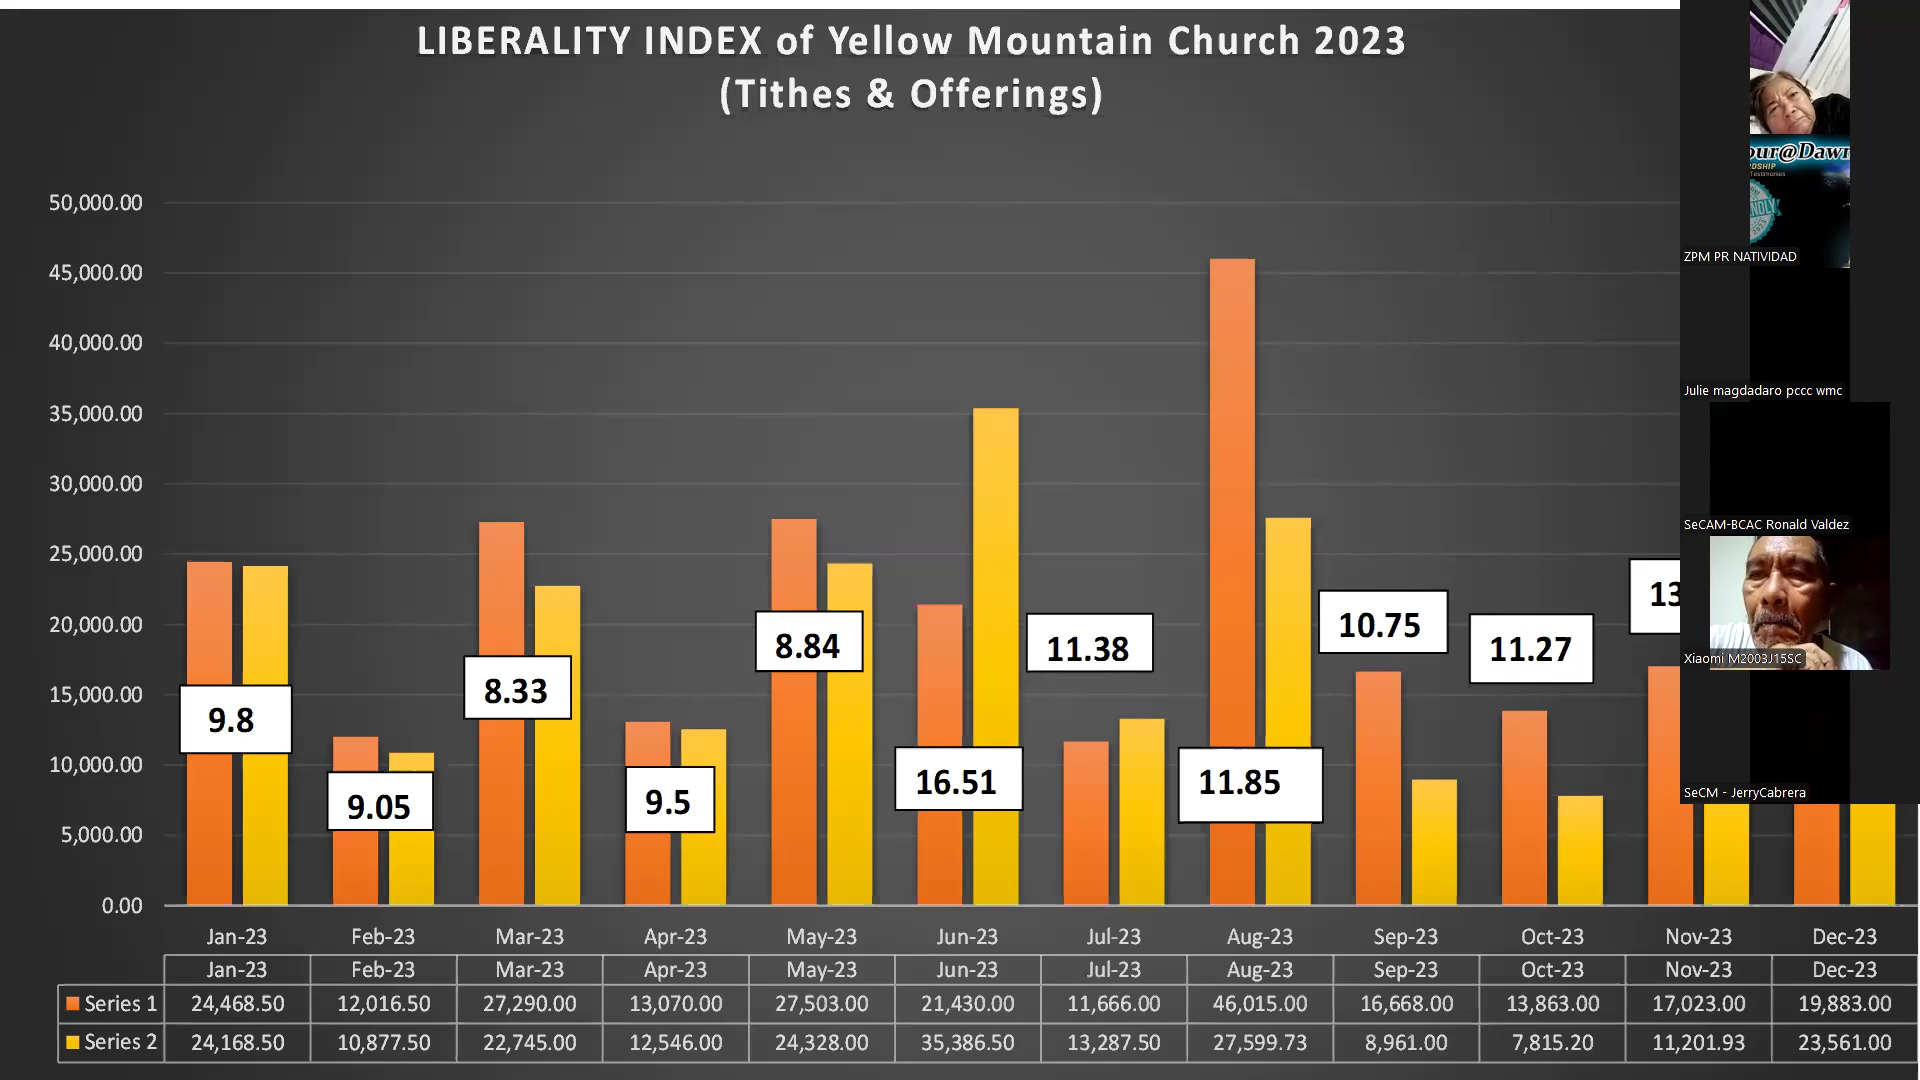 LIBERALITY INDEX of Yellow Mountain Church 2023
(Tithes & Offerings)
50,000.00
45,000.00
40,000.00
35,000.00
30,000.00
25,000.00
20,000.00
15,000.00
10,000.00
5,000.00
0.00
9.8
9.05
8.33
9.5
8.84
16.51
11.38
11.85
10.75
11.27
13
Jan-23 Feb-23 Mar-23 Apr-23 May-23 Jun-23 Jul-23 Aug-23 Sep-23 Oct-23 Nov-23 Dec-23
Jan-23 Feb-23 Mar-23 Apr-23 May-23 Jun-23 Jul-23 Aug-23 Sep-23 Oct-23 Nov-23 Dec-23
Series 1 24,468.50 12,016.50 27,290.00 13,070.00 27,503.00 21,430.00 11,666.00 46,015.00 16,668.00 13,863.00 17,023.00 19,883.00
Series 2 24,168.50 10,877.50 22,745.00 12,546.00 24,328.00 35,386.50 13,287.50 27,599.73 8,961.00 7,815.20 11,201.93 23,561.00
our@Dawn
RDSHIP
Testimonies
NDLY
ZPM PR NATIVIDAD
Julie magdadaro pccc wmc
SeCAM-BCAC Ronald Valdez
Xiaomi M2003J15SC
SeCM - JerryCabrera